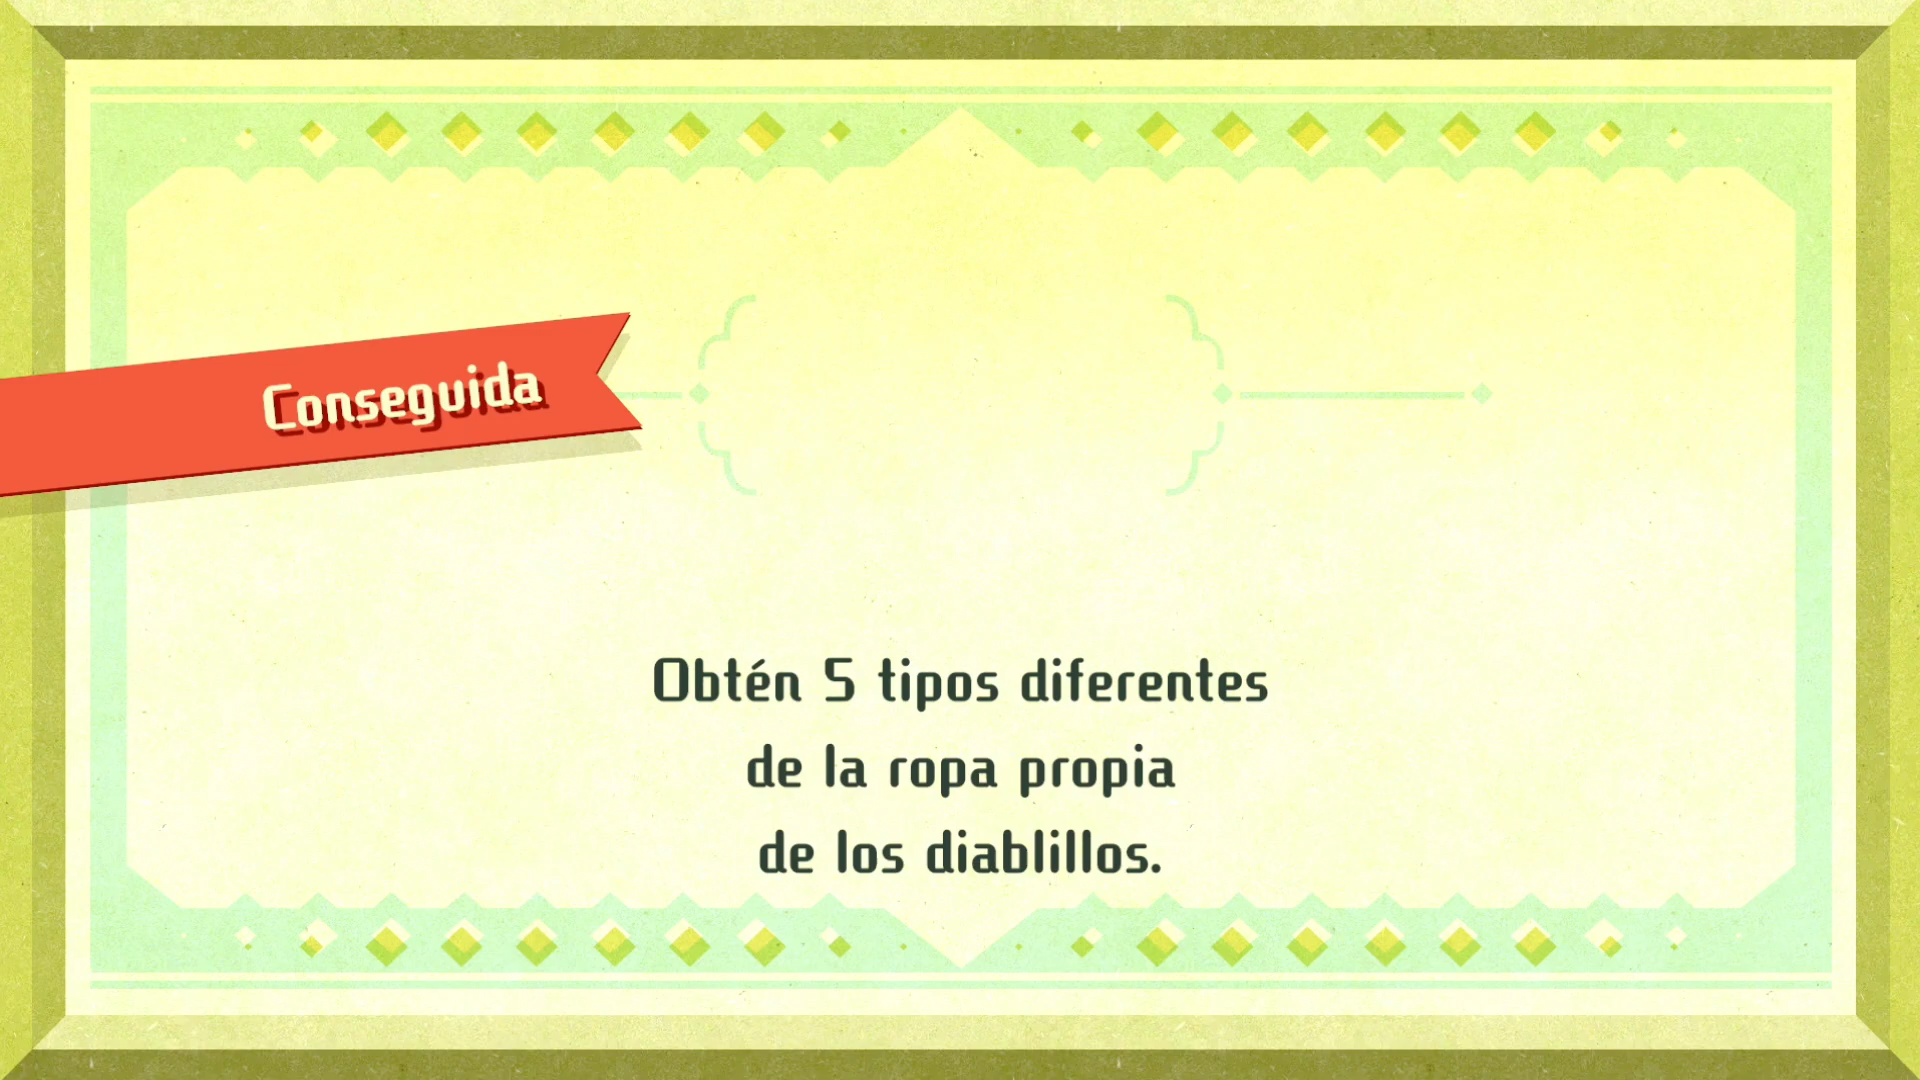 Conseguida
Obtén 5 tipos diferentes
de la ropa propia
de los diablillos.